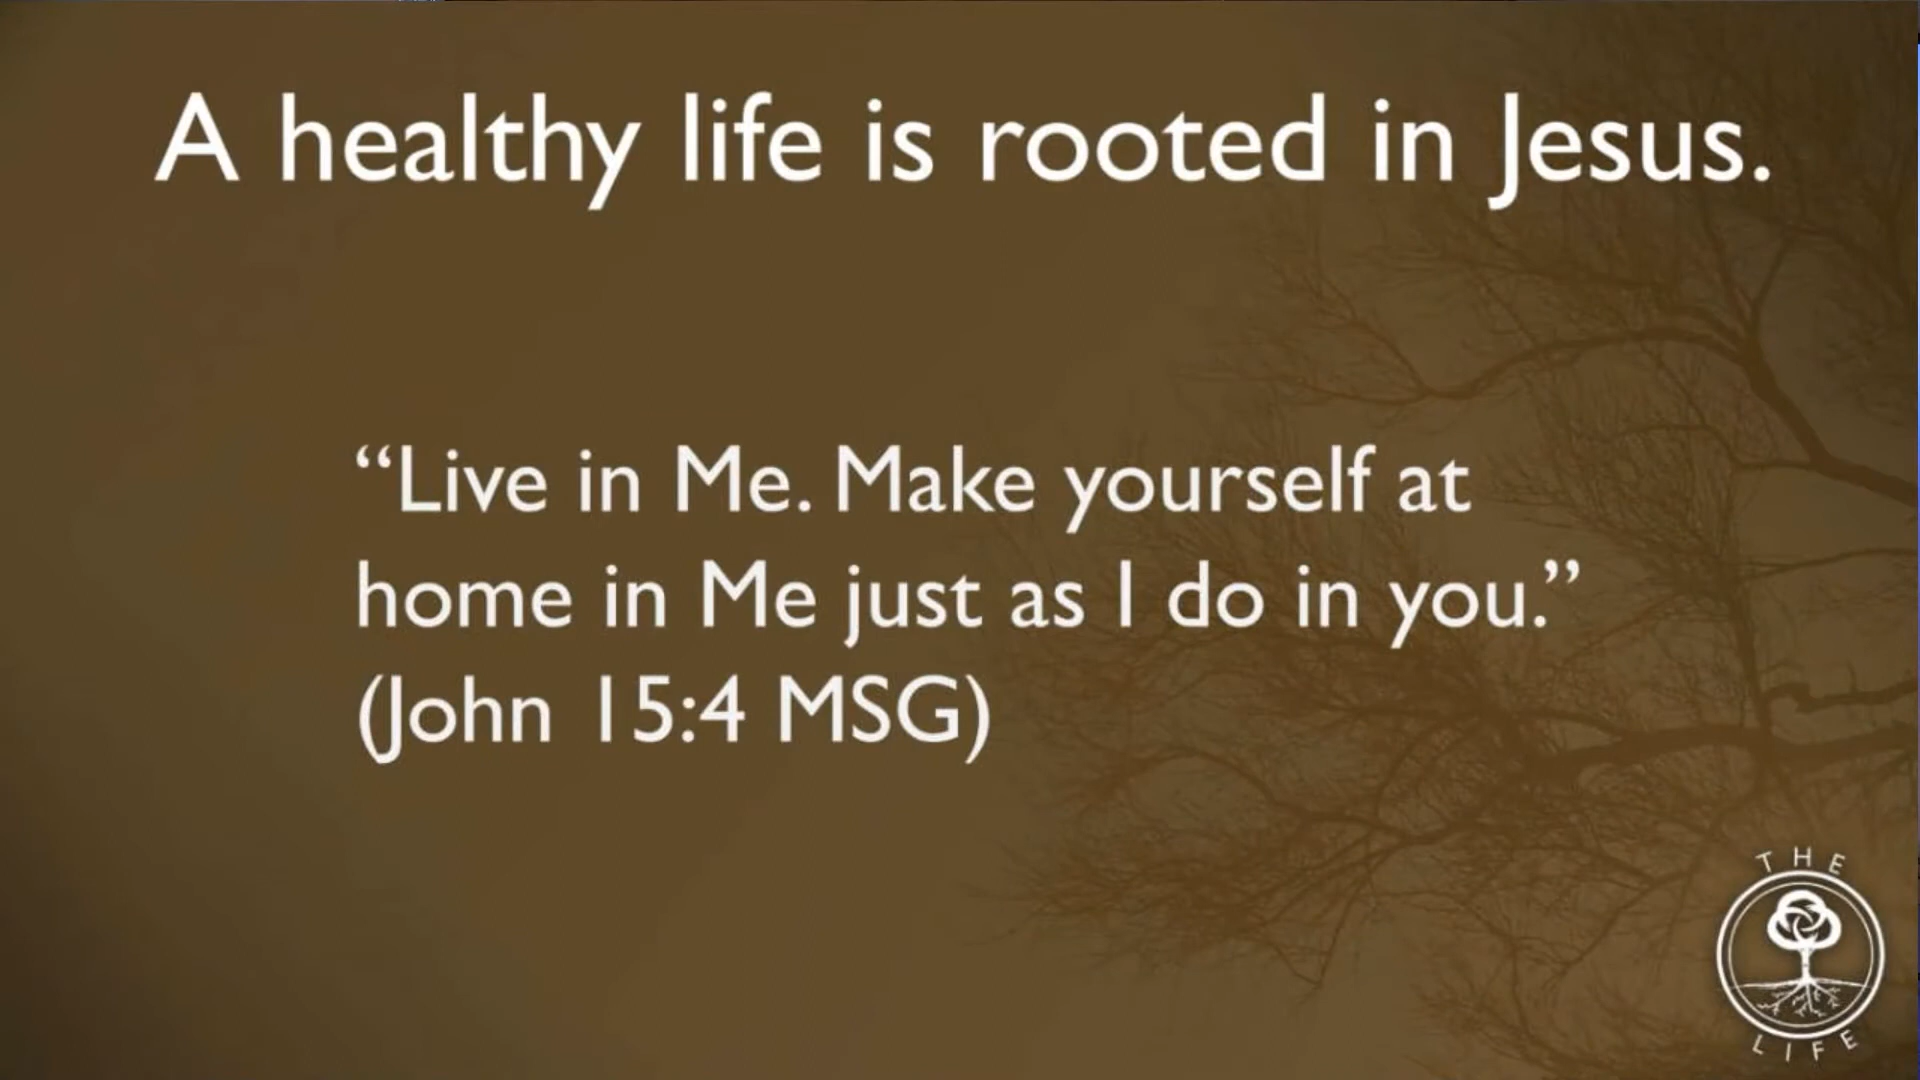 A healthy life is rooted in Jesus.
“Live in Me. Make yourself at
home in Me just as I do in you.”
(John 15:4 MSG)
THE
LIFE